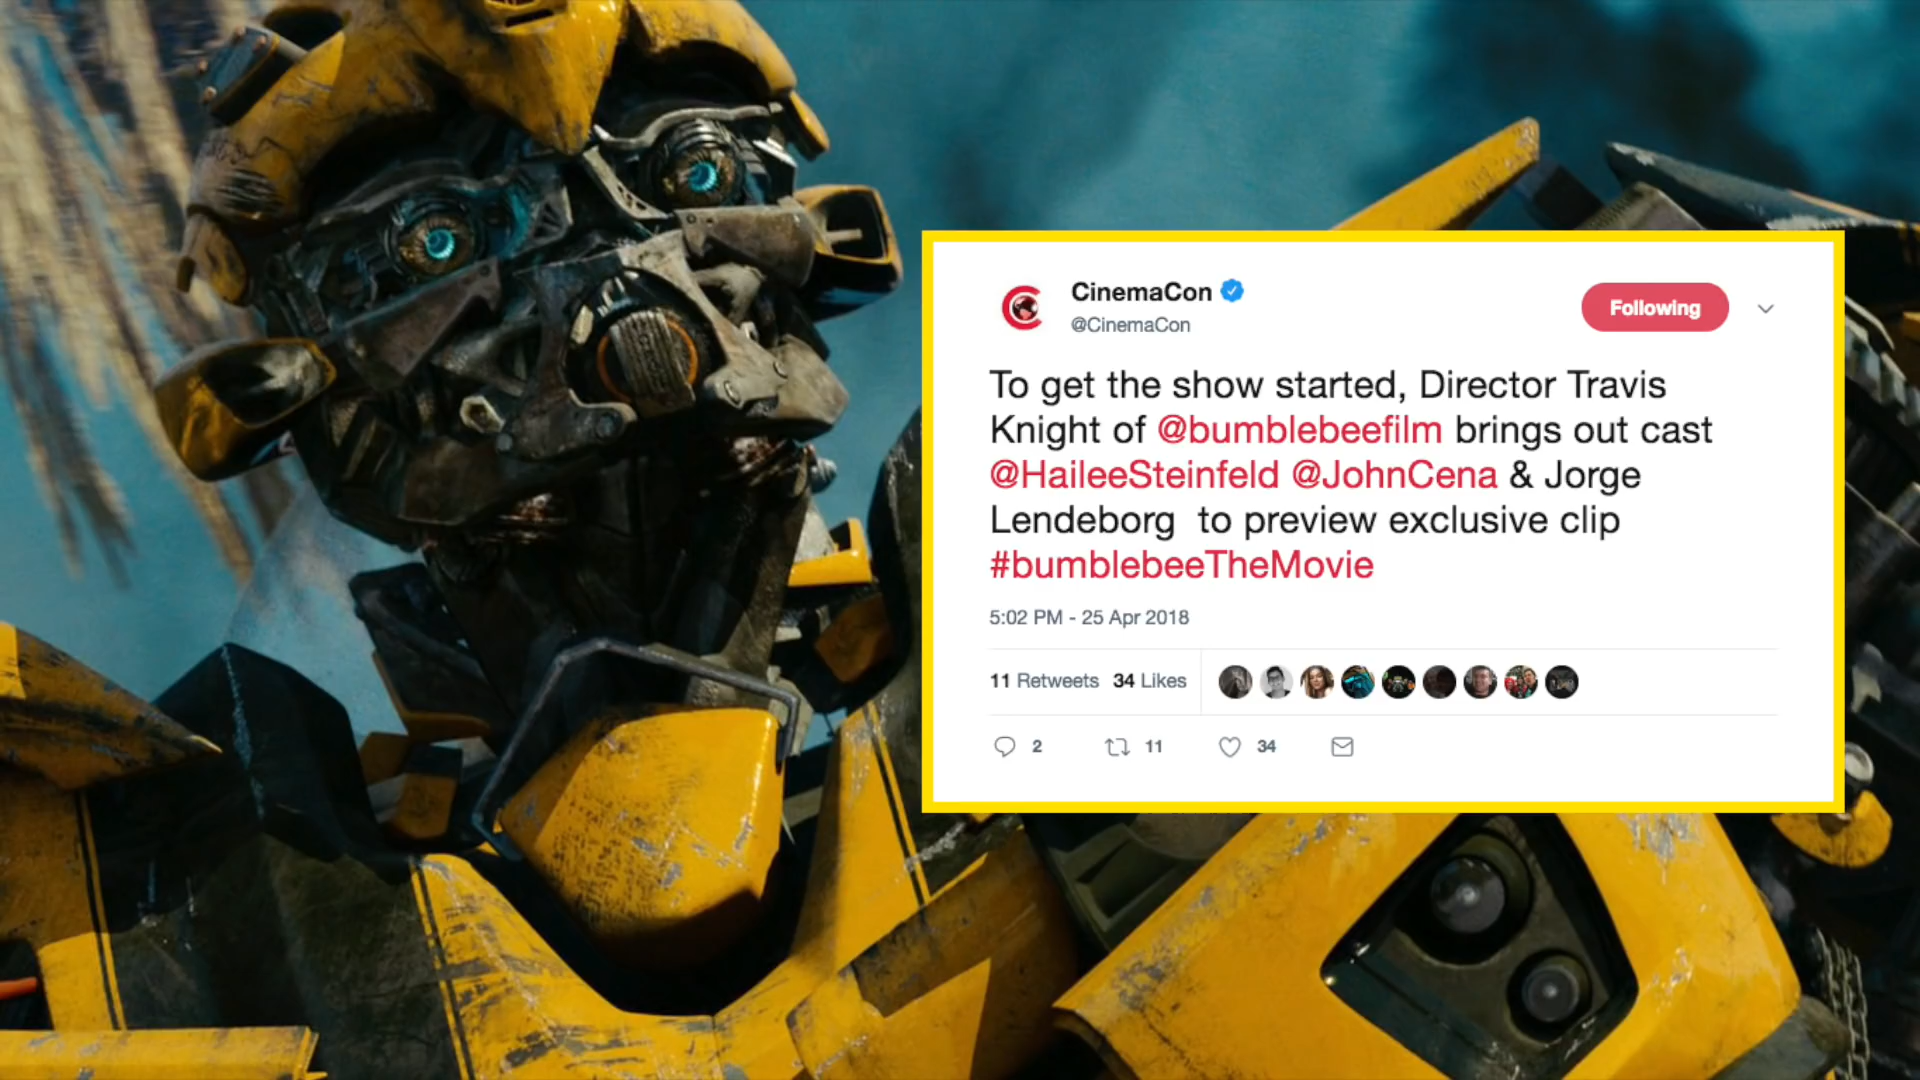 CinemaCon
@CinemaCon
Following
To get the show started, Director Travis
Knight of @bumblebeefilm brings out cast
@HaileeSteinfeld @JohnCena & Jorge
Lendeborg  to preview exclusive clip
#bumblebeeTheMovie
5:02 PM - 25 Apr 2018
11 Retweets 34 Likes
2 11 34